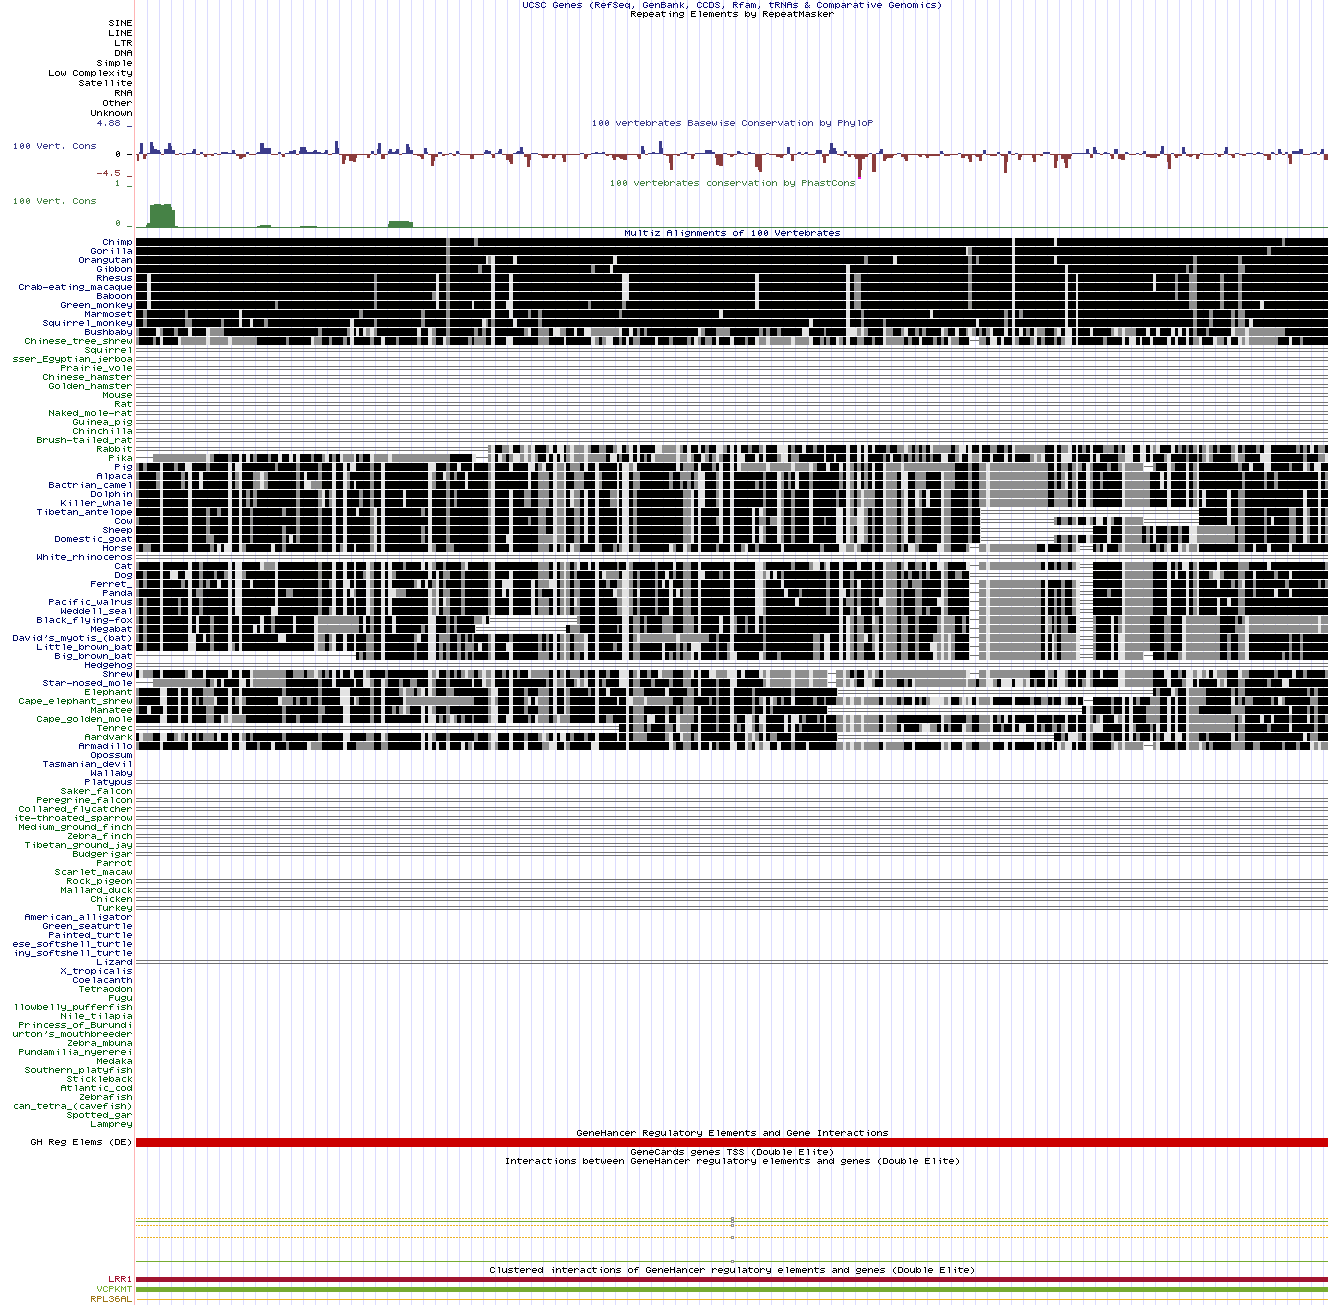 UCSC Genes (RefSeq, GenBank, CCDS, Rfam, tRNAs & Comparative Genomics)
Repeating Elements by RepeatMasker
SINE
LINE
LTR
DNA
Simple
Low Complexity
Satellite
RNA
Other
Unknown
4.88 _
100 vertebrates Basewise Conservation by PhyloP
100 Vert. Cons
0 _
-4.5 _
100 vertebrates conservation by PhastCons
1 _
100 Vert. Cons
0 _
Multiz Alignments of 100 Vertebrates
Chimp
Gorilla
Orangutan
Gibbon
Rhesus
Crab-eating_macaque
Baboon
Green_monkey
Marmoset
Squirrel_monkey
Bushbaby
Chinese_tree_shrew
Squirrel
sser_Egyptian_jerboa
Prairie_vole
Chinese_hamster
Golden_hamster
Mouse
Rat
Naked_mole-rat
Guinea_pig
Chinchilla
Brush-tailed_rat
Rabbit
Pika
Pig
Alpaca
Bactrian_camel
Dolphin
Killer_whale
Tibetan_antelope
Cow
Sheep
Domestic_goat
Horse
White_rhinoceros
Cat
Dog
Ferret_
Panda
Pacific_walrus
Weddell_seal
Black_flying-fox
Megabat
David's_myotis_(bat)
Little_brown_bat
Big_brown_bat
Hedgehog
Shrew
Star-nosed_mole
Elephant
Cape_elephant_shrew
Manatee
Cape_golden_mole
Tenrec
Aardvark
Armadillo
Opossum
Tasmanian_devil
Wallaby
Platypus
Saker_falcon
Peregrine_falcon
Collared_flycatcher
ite-throated_sparrow
Medium_ground_finch
Zebra_finch
Tibetan_ground_jay
Budgerigar
Parrot
Scarlet_macaw
Rock_pigeon
Mallard_duck
Chicken
Turkey
American_alligator
Green_seaturtle
Painted_turtle
ese_softshell_turtle
iny_softshell_turtle
Lizard
X_tropicalis
Coelacanth
Tetraodon
Fugu
llowbelly_pufferfish
Nile_tilapia
Princess_of_Burundi
urton's_mouthbreeder
Zebra_mbuna
Pundamilia_nyererei
Medaka
Southern_platyfish
Stickleback
Atlantic_cod
Zebrafish
can_tetra_(cavefish)
Spotted_gar
Lamprey
GeneHancer Regulatory Elements and Gene Interactions
GH Reg Elems (DE)
GeneCards genes TSS (Double Elite)
Interactions between GeneHancer regulatory elements and genes (Double Elite)
Clustered interactions of GeneHancer regulatory elements and genes (Double Elite)
LRR1
VCPKMT
RPL36AL